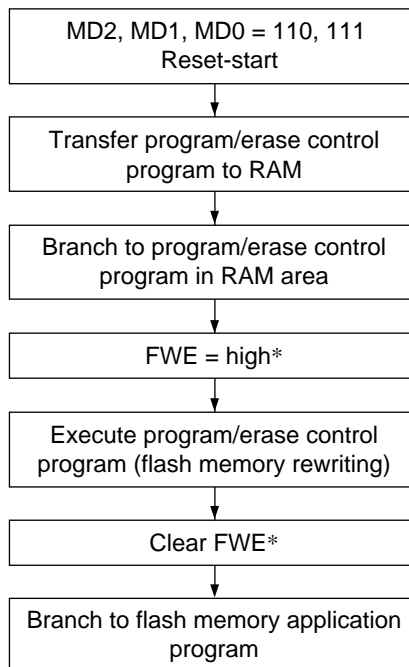 MD2, MD1, MD0 = 110, 111
Reset-start
Transfer program/erase control
program to RAM
Branch to program/erase control
program in RAM area
FWE = high*
Execute program/erase control
program (flash memory rewriting)
Clear FWE*
Branch to flash memory application
program